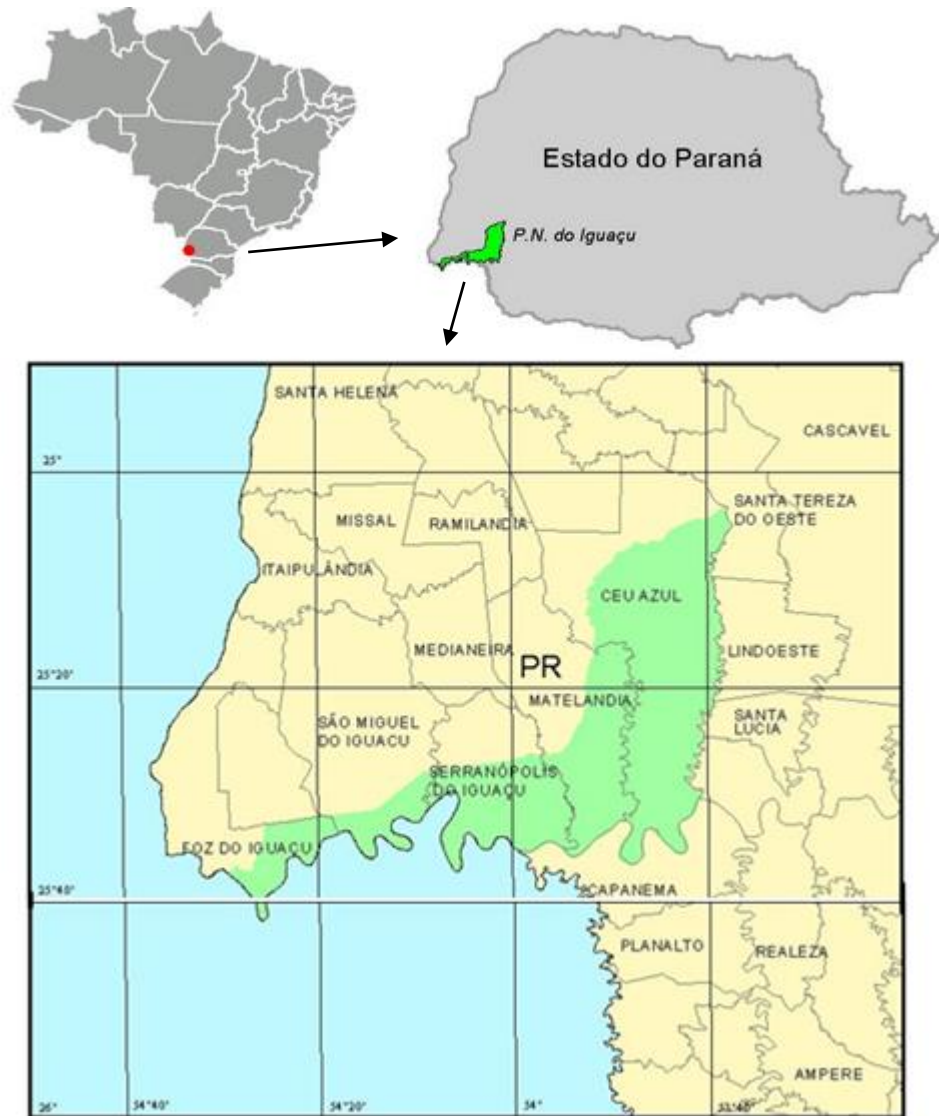 Estado do Paraná
P.N. do Iguaçu
SANTA HELENA
CASCAVEL
25°
SANTA TEREZA
DO OESTE
MISSAL
RAMILANDIA
ITAIPULÂNDIA
CEU AZUL
MEDIANEIRA
LINDOESTE
PR
25°20'
MATELANDIA
SÃO MIGUEL
DO IGUACU
SANTA
LUCIA
SERRANÓPOLIS
DO IGUAÇU
FOZ DO IGUAÇU
25°40'
CAPANEMA
PLANALTO
REALEZA
AMPERE
26°
54°40'
54°20'
54°
53°40'